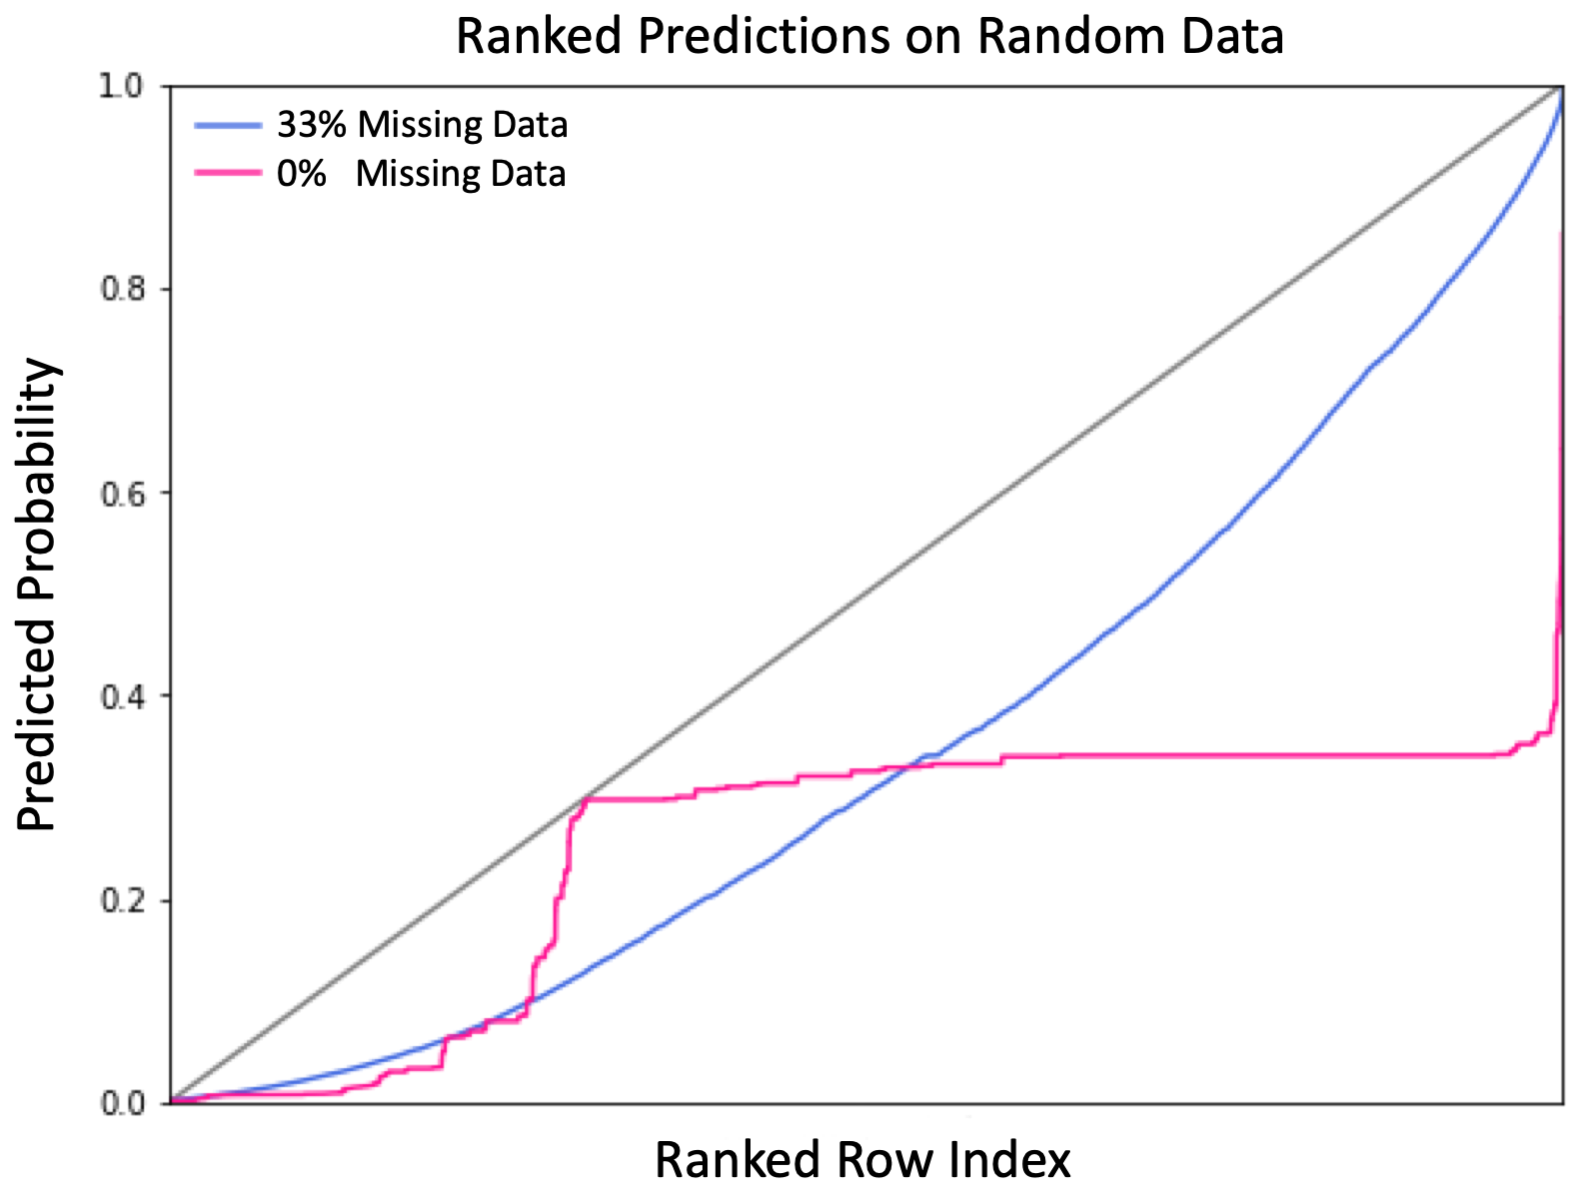 Ranked Predictions on Random Data
1.0
33% Missing Data
0% Missing Data
0.8
0.6
0.4
0.2
0.0
Predicted Probability
Ranked Row Index